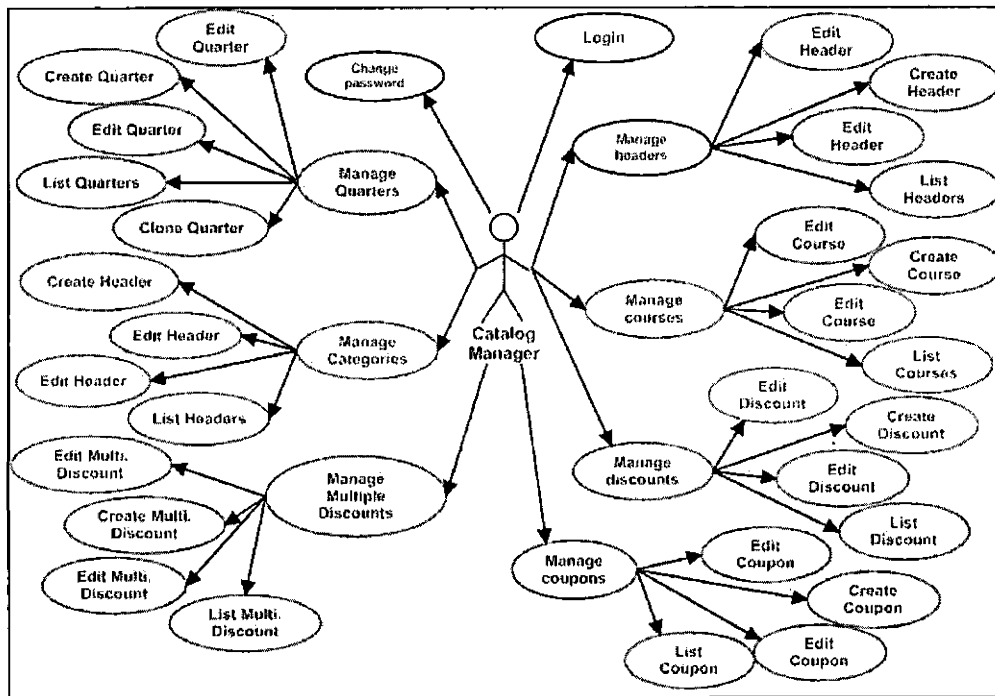 Edit
Quarter
Create Quarter
Edit Quarter
List Quarters
Clone Quarter
Manage
Quarters
Change
password
Login
Create Header
Edit Header
Edit Header
List Headers
Manage
Categories
Edit Multi.
Discount
Create Multi.
Discount
Edit Multi.
Discount
List Multi.
Discount
Manage
Multiple
Discounts
Catalog
Manager
Manage
headers
Edit
Header
Create
Header
Edit
Header
List
Headers
Manage
courses
Edit
Course
Create
Course
Edit
Course
List
Courses
Manage
discounts
Edit
Discount
Create
Discount
Edit
Discount
List
Discount
Manage
coupons
Edit
Coupon
Create
Coupon
Edit
Coupon
List
Coupon